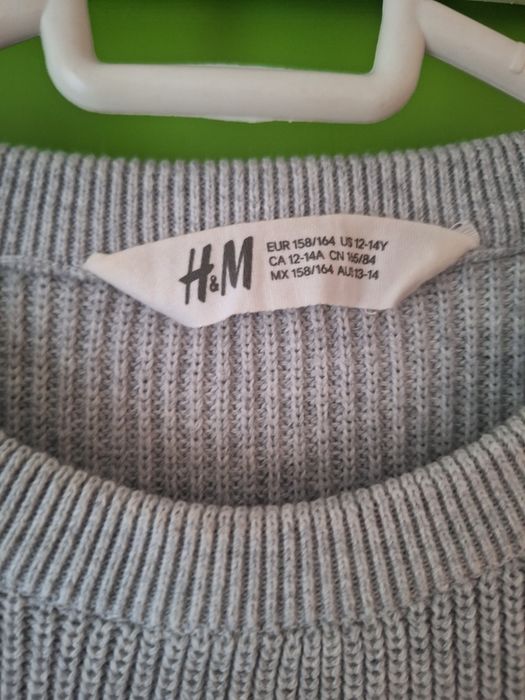 H&M
EUR 158/164 US 12-14Y
CA 12-14A CN 165/84
MX 158/164 AU 13-14